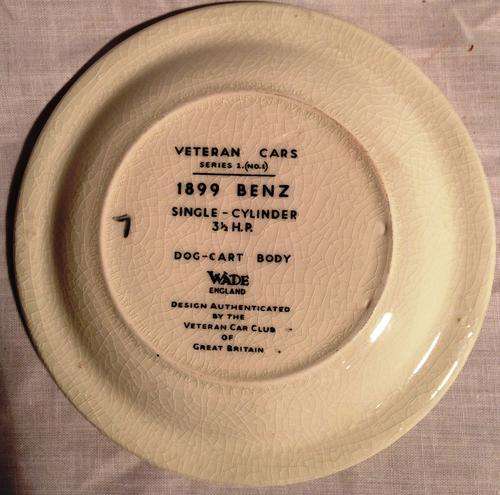 VETERAN CARS
SERIES 1.(NO.1)
1899 BENZ
SINGLE-CYLINDER
3½ H.P.
7
DOG-CART BODY
WADE
ENGLAND
DESIGN AUTHENTICATED
BY THE
VETERAN CAR CLUB
OF
GREAT BRITAIN